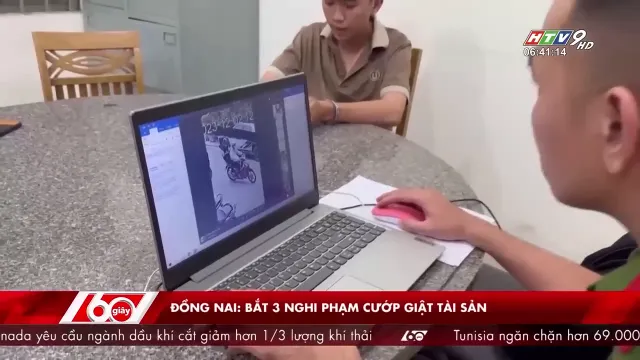 HTV9 HD
06:41:14
60 giây
ĐỒNG NAI: BẮT 3 NGHI PHẠM CƯỚP GIẬT TÀI SẢN
nada yêu cầu ngành dầu khí cắt giảm hơn 1/3 lượng khí thải 60 Tunisia ngăn chặn hơn 69.000